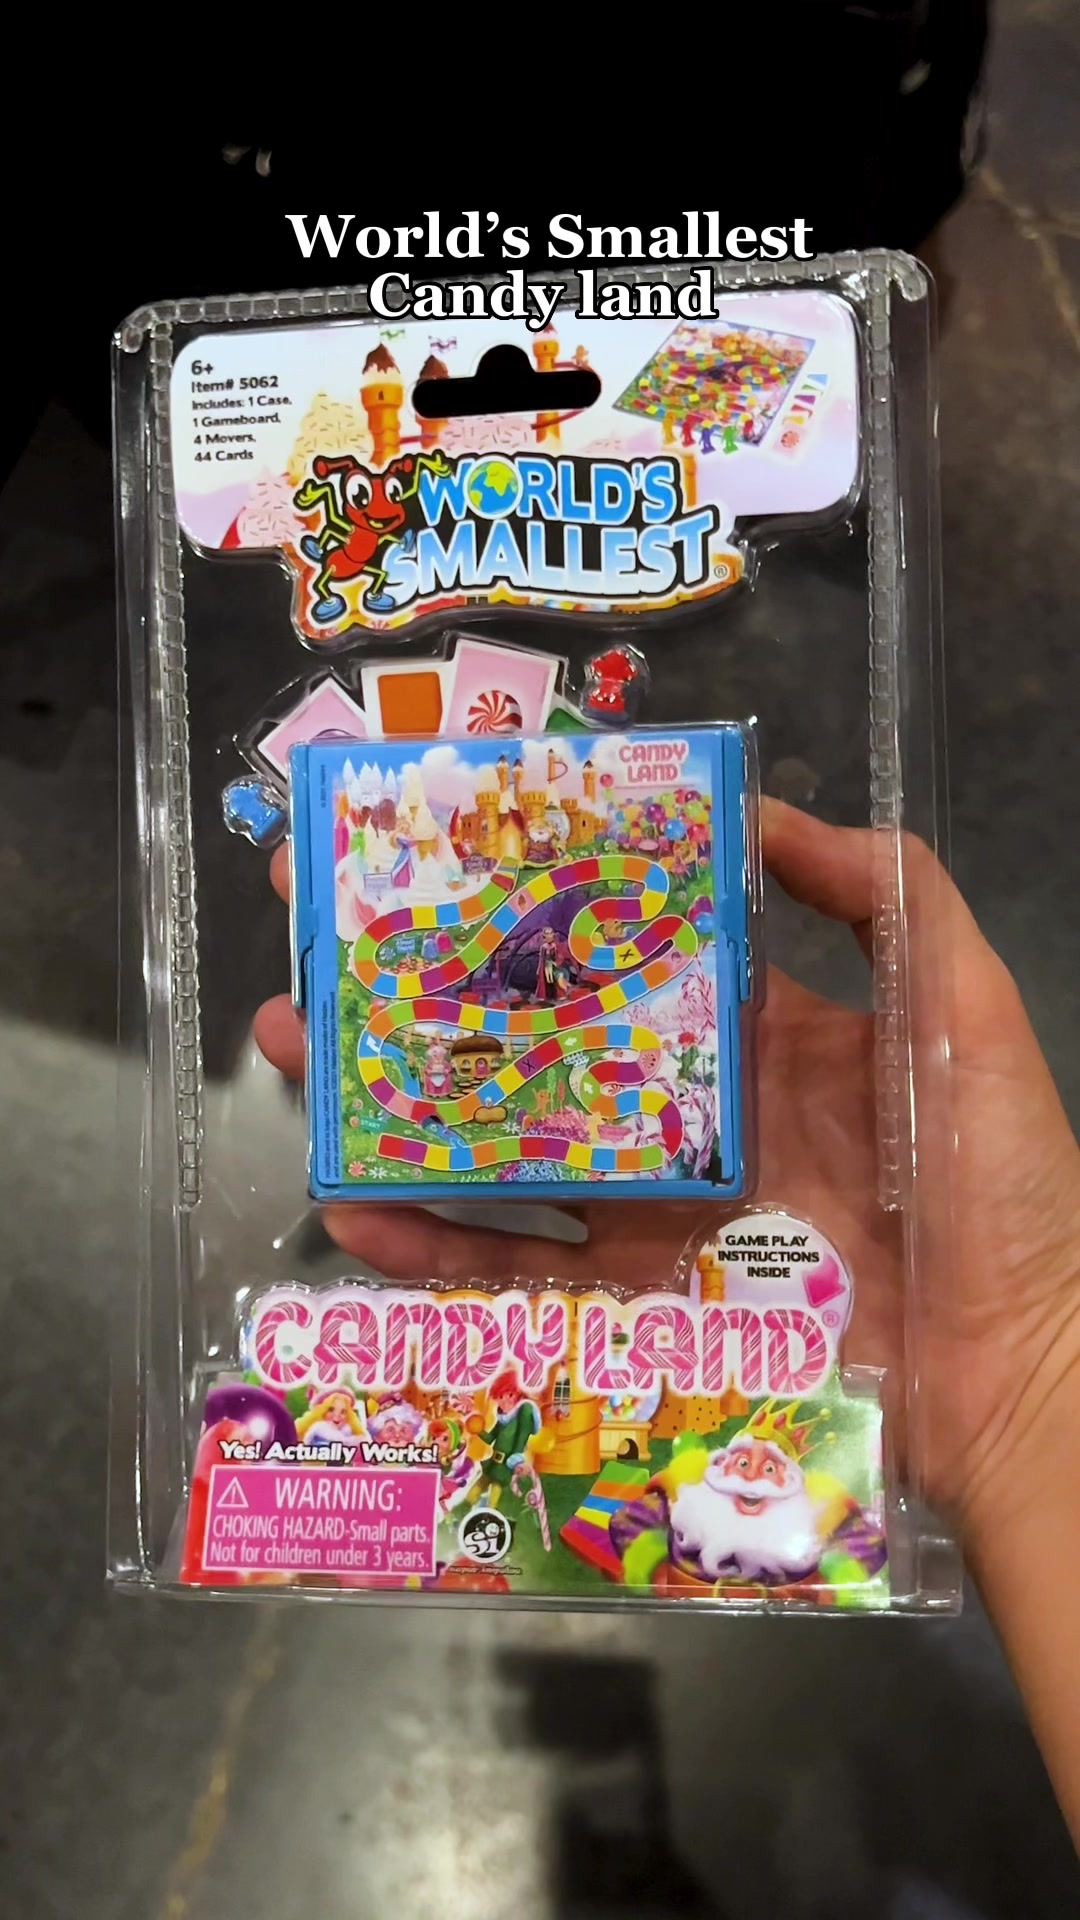 World's Smallest
Candy land
6+
Item# 5062
Includes: 1 Case,
1 Gameboard,
4 Movers,
44 Cards
WORLD'S
SMALLEST®
CANDY
LAND
START
GAME PLAY
INSTRUCTIONS
INSIDE
CANDY LAND®
Yes! Actually Works!
WARNING:
CHOKING HAZARD-Small parts.
Not for children under 3 years.